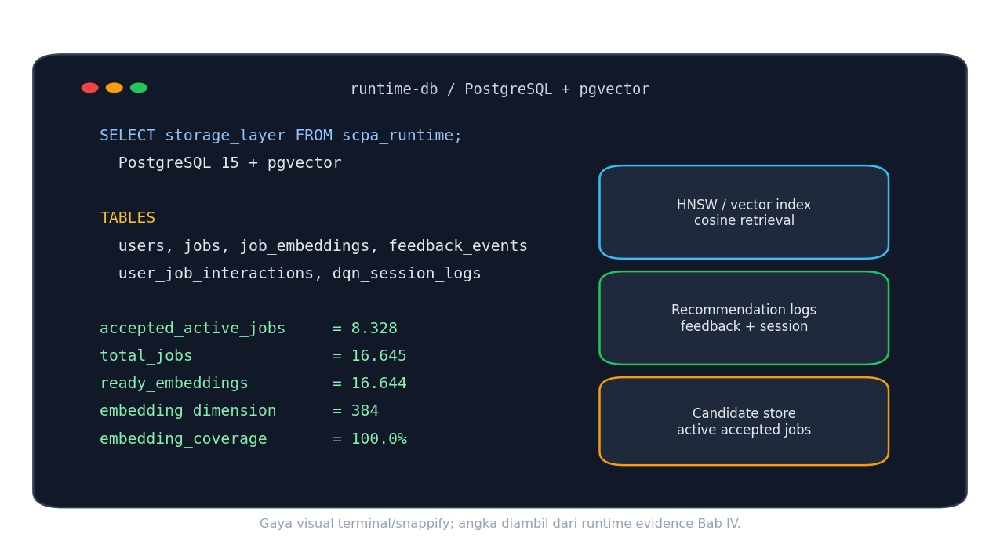 runtime-db / PostgreSQL + pgvector
SELECT storage_layer FROM scpa_runtime;
PostgreSQL 15 + pgvector
TABLES
users, jobs, job_embeddings, feedback_events
user_job_interactions, dqn_session_logs
accepted_active_jobs = 8.328
total_jobs = 16.645
ready_embeddings = 16.644
embedding_dimension = 384
embedding_coverage = 100.0%
HNSW / vector index
cosine retrieval
Recommendation logs
feedback + session
Candidate store
active accepted jobs
Gaya visual terminal/snappify; angka diambil dari runtime evidence Bab IV.